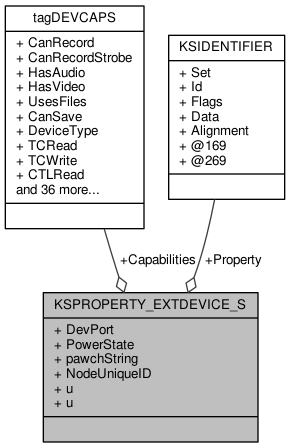 tagDEVCAPS
+ CanRecord
+ CanRecordStrobe
+ HasAudio
+ HasVideo
+ UsesFiles
+ CanSave
+ DeviceType
+ TCRead
+ TCWrite
+ CTLRead
and 36 more...
KSIDENTIFIER
+ Set
+ Id
+ Flags
+ Data
+ Alignment
+ @169
+ @269
+Capabilities
+Property
KSPROPERTY_EXTDEVICE_S
+ DevPort
+ PowerState
+ pawchString
+ NodeUniqueID
+ u
+ u